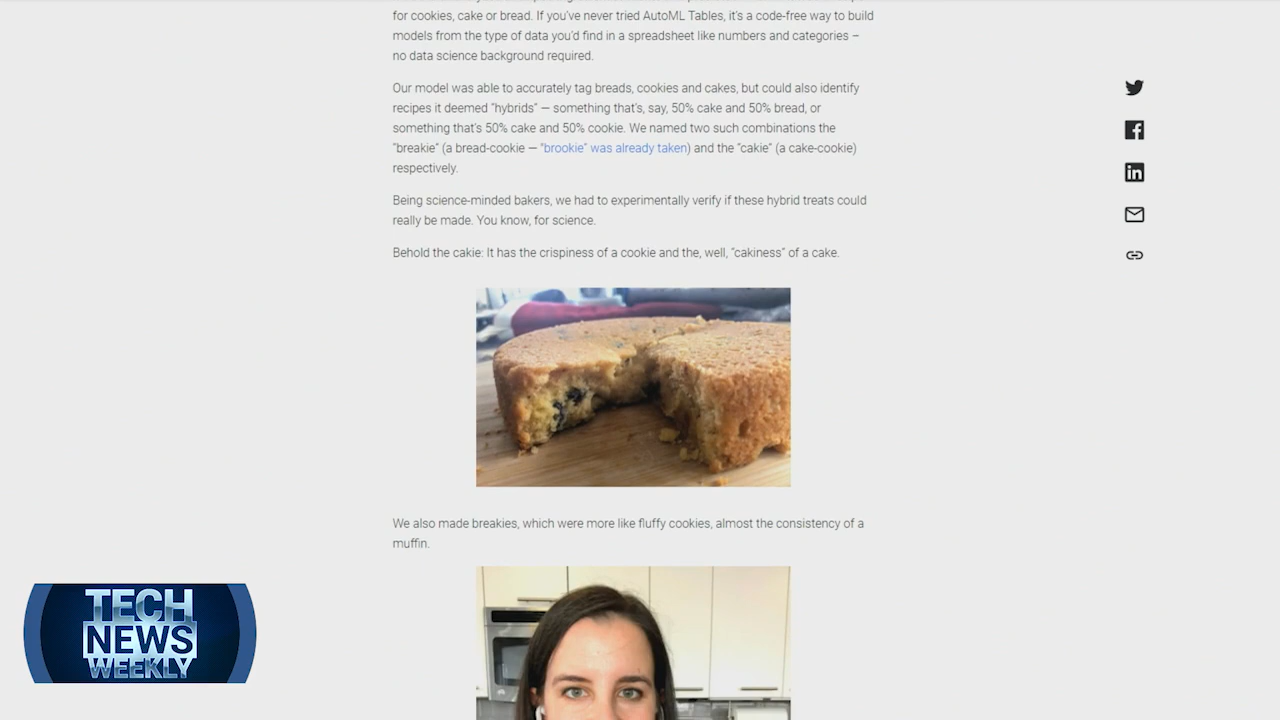 for cookies, cake or bread. If you've never tried AutoML Tables, it's a code-free way to build
models from the type of data you'd find in a spreadsheet like numbers and categories –
no data science background required.
Our model was able to accurately tag breads, cookies and cakes, but could also identify
recipes it deemed "hybrids" — something that's, say, 50% cake and 50% bread, or
something that's 50% cake and 50% cookie. We named two such combinations the
"breakie" (a bread-cookie — "brookie" was already taken) and the "cakie" (a cake-cookie)
respectively.
Being science-minded bakers, we had to experimentally verify if these hybrid treats could
really be made. You know, for science.
Behold the cakie: It has the crispiness of a cookie and the, well, "cakiness" of a cake.
We also made breakies, which were more like fluffy cookies, almost the consistency of a
muffin.
TECH
NEWS
WEEKLY